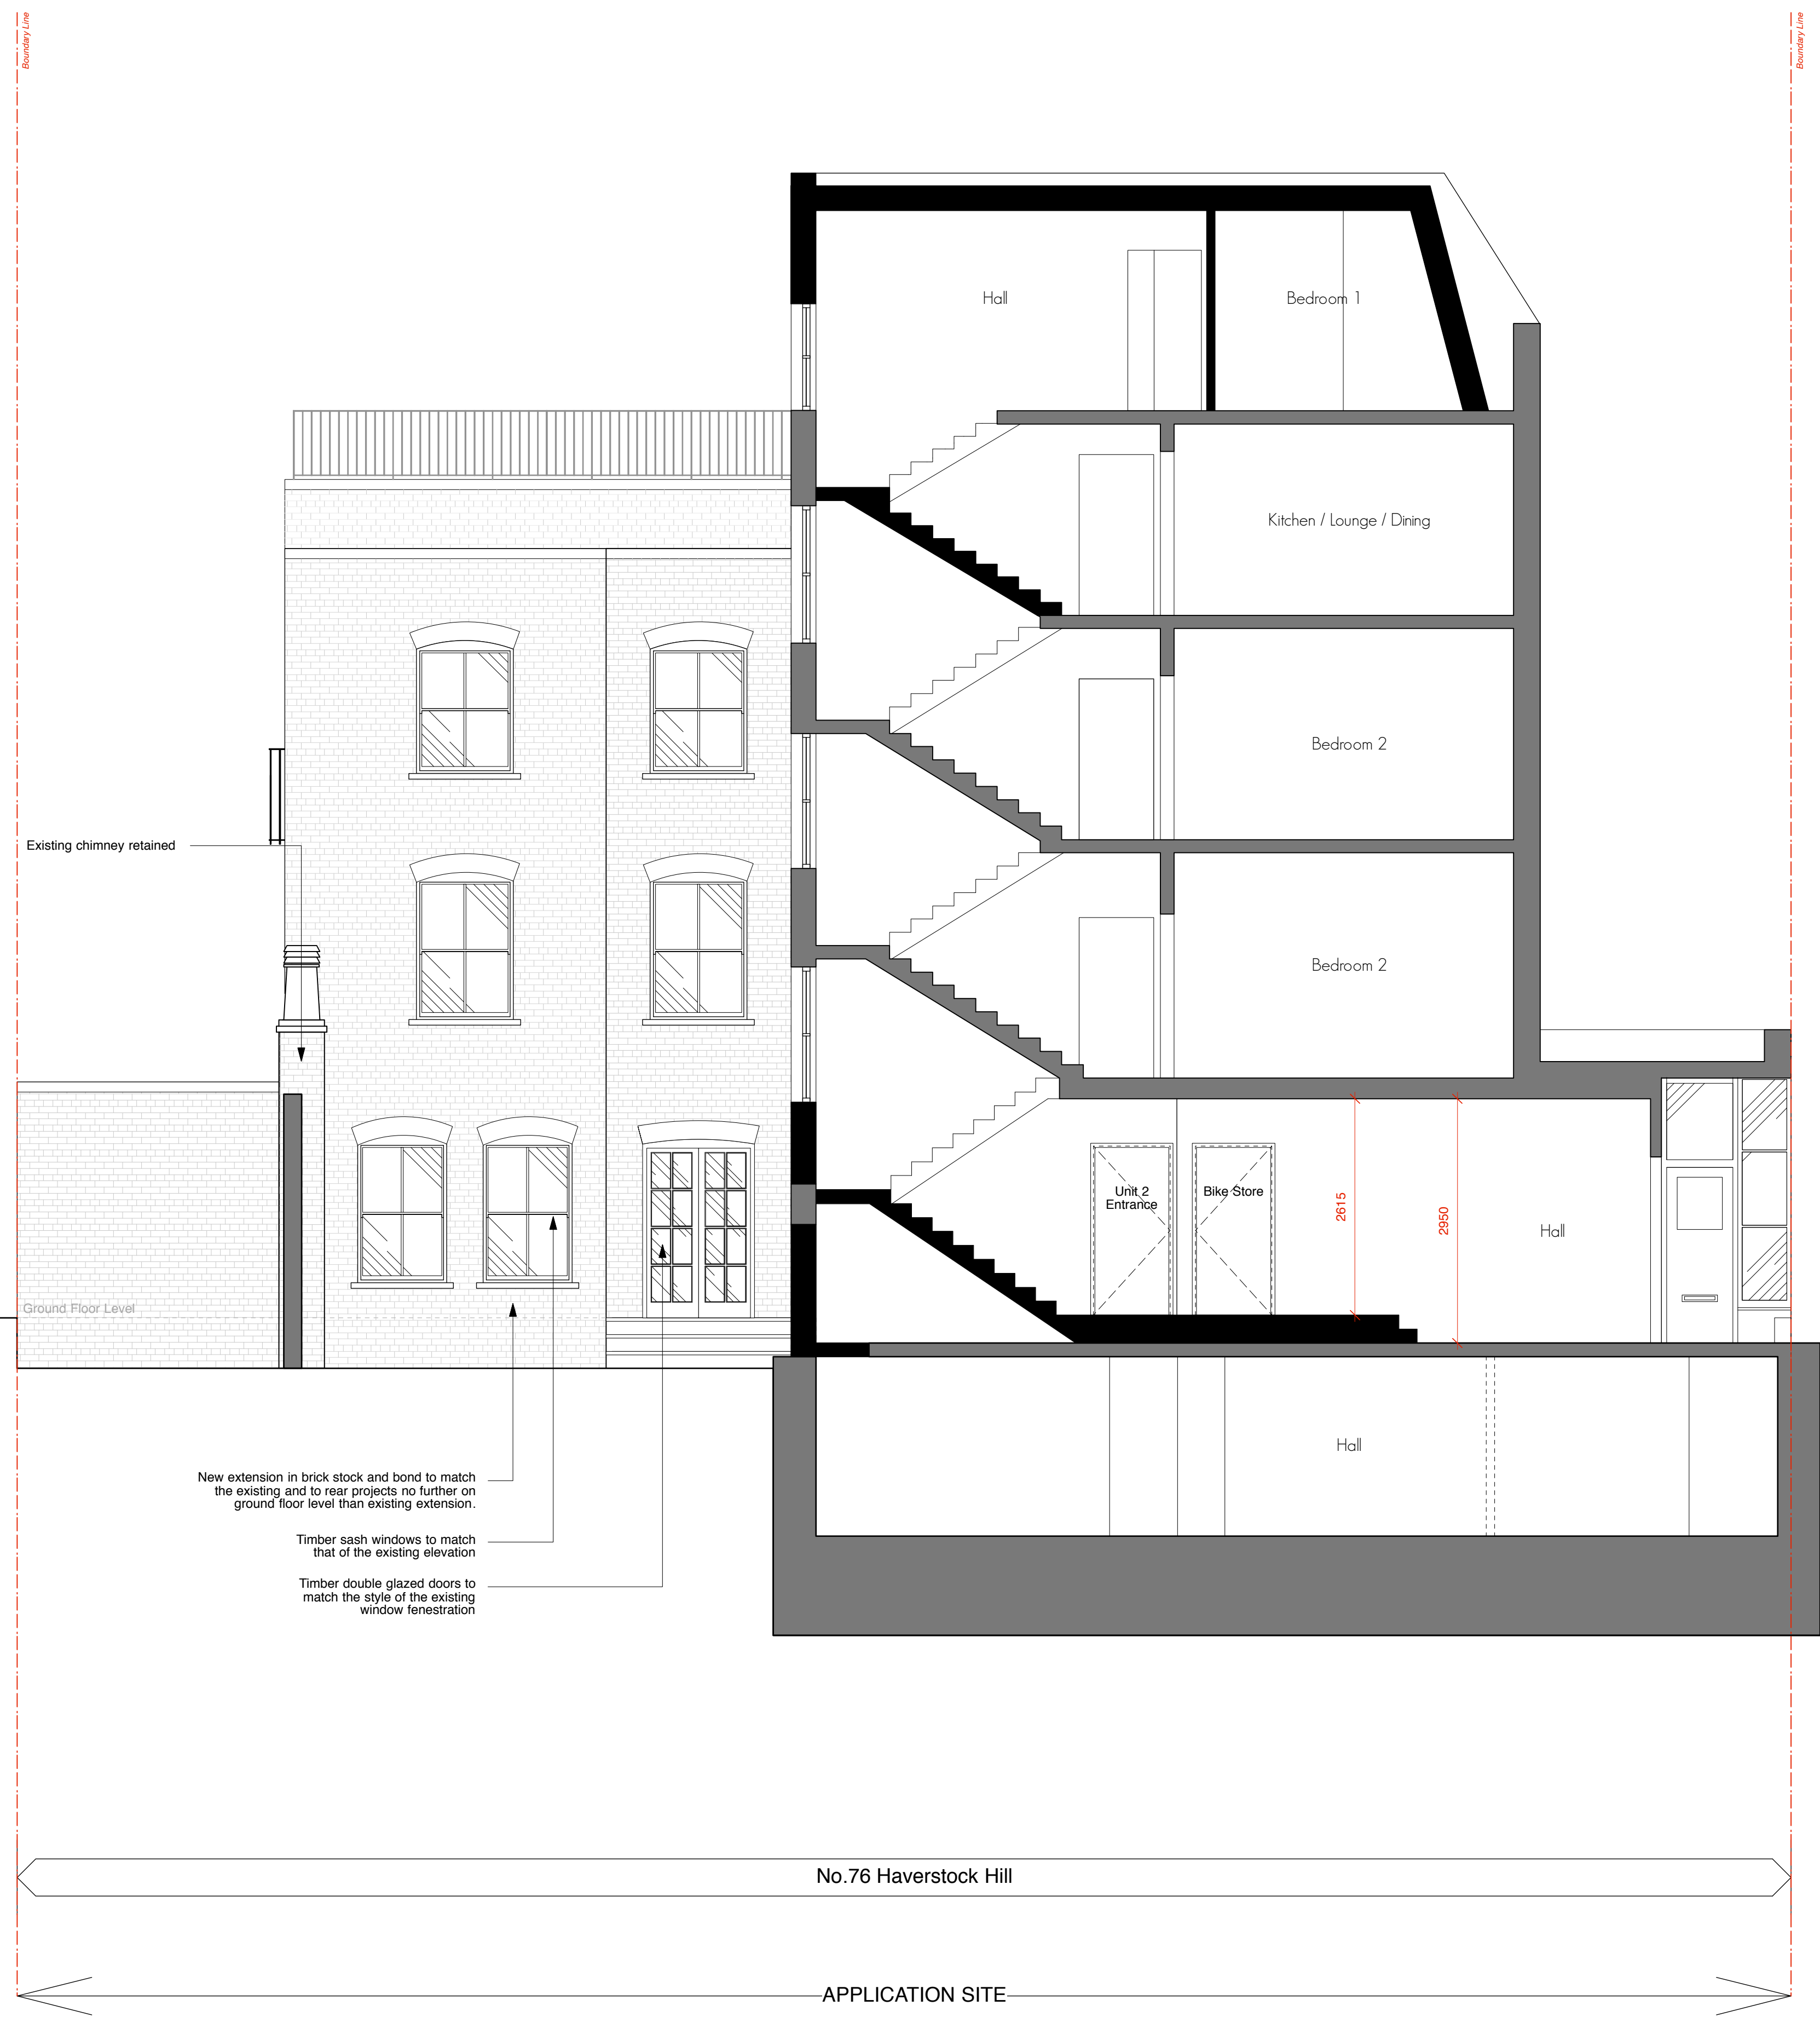 Boundary Line
Boundary Line
Hall
Bedroom 1
Kitchen / Lounge / Dining
Bedroom 2
Existing chimney retained
Bedroom 2
Unit 2
Entrance
Bike Store
2615
2950
Hall
Ground Floor Level
Hall
New extension in brick stock and bond to match
the existing and to rear projects no further on
ground floor level than existing extension.
Timber sash windows to match
that of the existing elevation
Timber double glazed doors to
match the style of the existing
window fenestration
No.76 Haverstock Hill
APPLICATION SITE